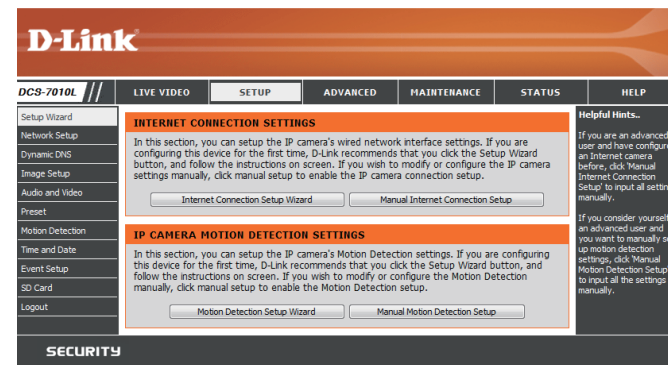 D-Link
DCS-7010L
LIVE VIDEO SETUP ADVANCED MAINTENANCE STATUS HELP
Setup Wizard
Network Setup
Dynamic DNS
Image Setup
Audio and Video
Preset
Motion Detection
Time and Date
Event Setup
SD Card
Logout
INTERNET CONNECTION SETTINGS
In this section, you can setup the IP camera's wired network interface settings. If you are
configuring this device for the first time, D-Link recommends that you click the Setup Wizard
button, and follow the instructions on screen. If you wish to modify or configure the IP camera
settings manually, click manual setup to enable the IP camera connection setup.
Internet Connection Setup Wizard Manual Internet Connection Setup
IP CAMERA MOTION DETECTION SETTINGS
In this section, you can setup the IP camera's Motion Detection settings. If you are configuring
this device for the first time, D-Link recommends that you click the Setup Wizard button, and
follow the instructions on screen. If you wish to modify or configure the Motion Detection
manually, click manual setup to enable the Motion Detection setup.
Motion Detection Setup Wizard Manual Motion Detection Setup
Helpful Hints..
If you are an advanced
user and have configure
an Internet camera
before, click 'Manual
Internet Connection
Setup' to input all settin
manually.
If you consider yourself
an advanced user and
you want to manually s
up motion detection
settings, click 'Manual
Motion Detection Setup
to input all the settings
manually.
SECURITY